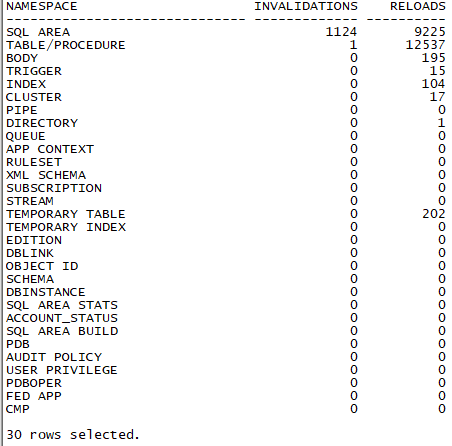 NAMESPACE                      INVALIDATIONS    RELOADS
------------------------------ ------------- ----------
SQL AREA                                1124       9225
TABLE/PROCEDURE                            1      12537
BODY                                       0        195
TRIGGER                                    0         15
INDEX                                      0        104
CLUSTER                                    0         17
PIPE                                       0          0
DIRECTORY                                  0          1
QUEUE                                      0          0
APP CONTEXT                                0          0
RULESET                                    0          0
XML SCHEMA                                 0          0
SUBSCRIPTION                               0          0
STREAM                                     0          0
TEMPORARY TABLE                            0        202
TEMPORARY INDEX                            0          0
EDITION                                    0          0
DBLINK                                     0          0
OBJECT ID                                  0          0
SCHEMA                                     0          0
DBINSTANCE                                 0          0
SQL AREA STATS                             0          0
ACCOUNT_STATUS                             0          0
SQL AREA BUILD                             0          0
PDB                                        0          0
AUDIT POLICY                               0          0
USER PRIVILEGE                             0          0
PDBOPER                                    0          0
FED APP                                    0          0
CMP                                        0          0
30 rows selected.